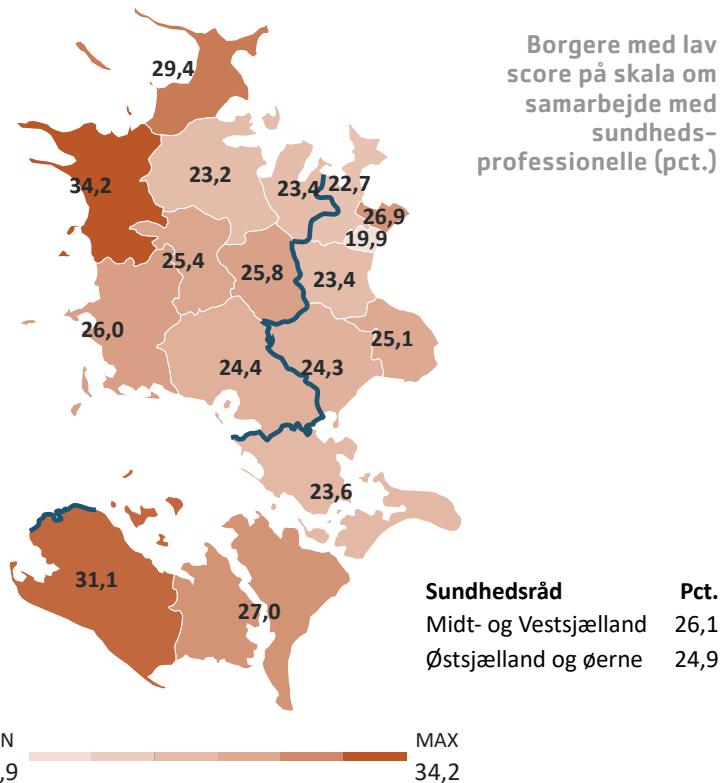 Borgere med lav
score på skala om
samarbejde med
sundheds-
professionelle (pct.)
29,4
34,2
23,2
23,4
22,7
26,9
19,9
25,4
25,8
23,4
26,0
24,4
24,3
25,1
23,6
31,1
27,0
Sundhedsråd Pct.
Midt- og Vestsjælland 26,1
Østsjælland og øerne 24,9
N MAX
,9 34,2